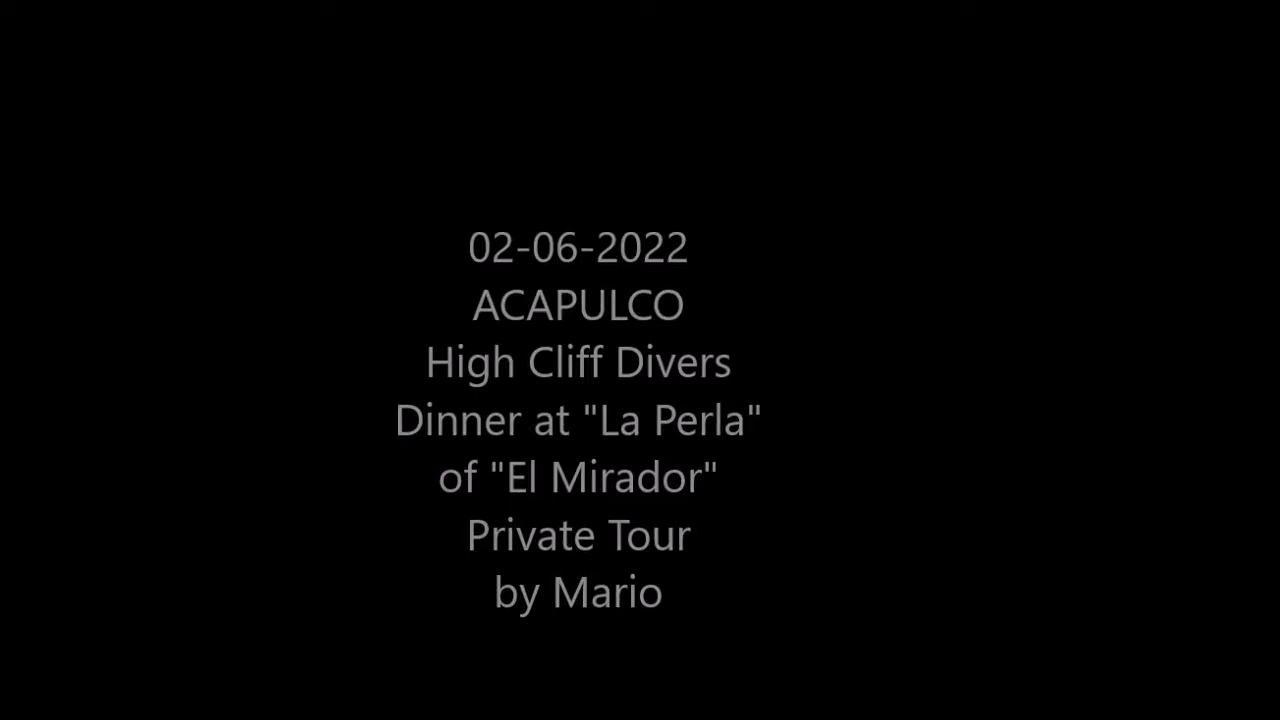 02-06-2022
ACAPULCO
High Cliff Divers
Dinner at "La Perla"
of "El Mirador"
Private Tour
by Mario